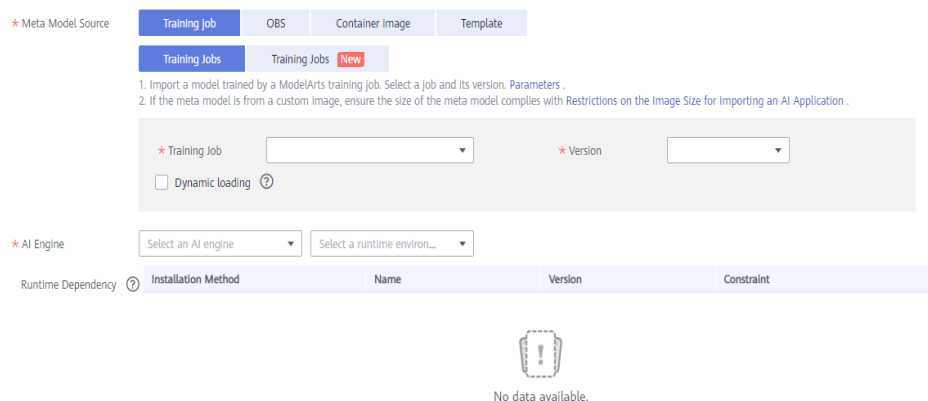 * Meta Model Source Training job OBS Container image Template
Training Jobs Training Jobs New
1. Import a model trained by a ModelArts training job. Select a job and its version. Parameters .
2. If the meta model is from a custom image, ensure the size of the meta model complies with Restrictions on the Image Size for Importing an AI Application .
* Training Job * Version
Dynamic loading ?
* AI Engine Select an AI engine Select a runtime environ...
Runtime Dependency ? Installation Method Name Version Constraint
!
No data available.